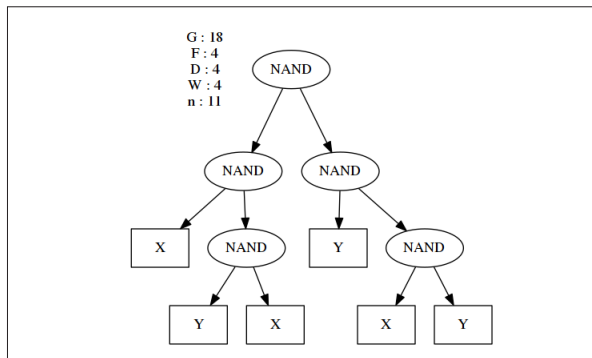 G : 18
F : 4
D : 4
W : 4
n : 11
NAND
NAND
NAND
X
NAND
Y
NAND
Y
X
X
Y